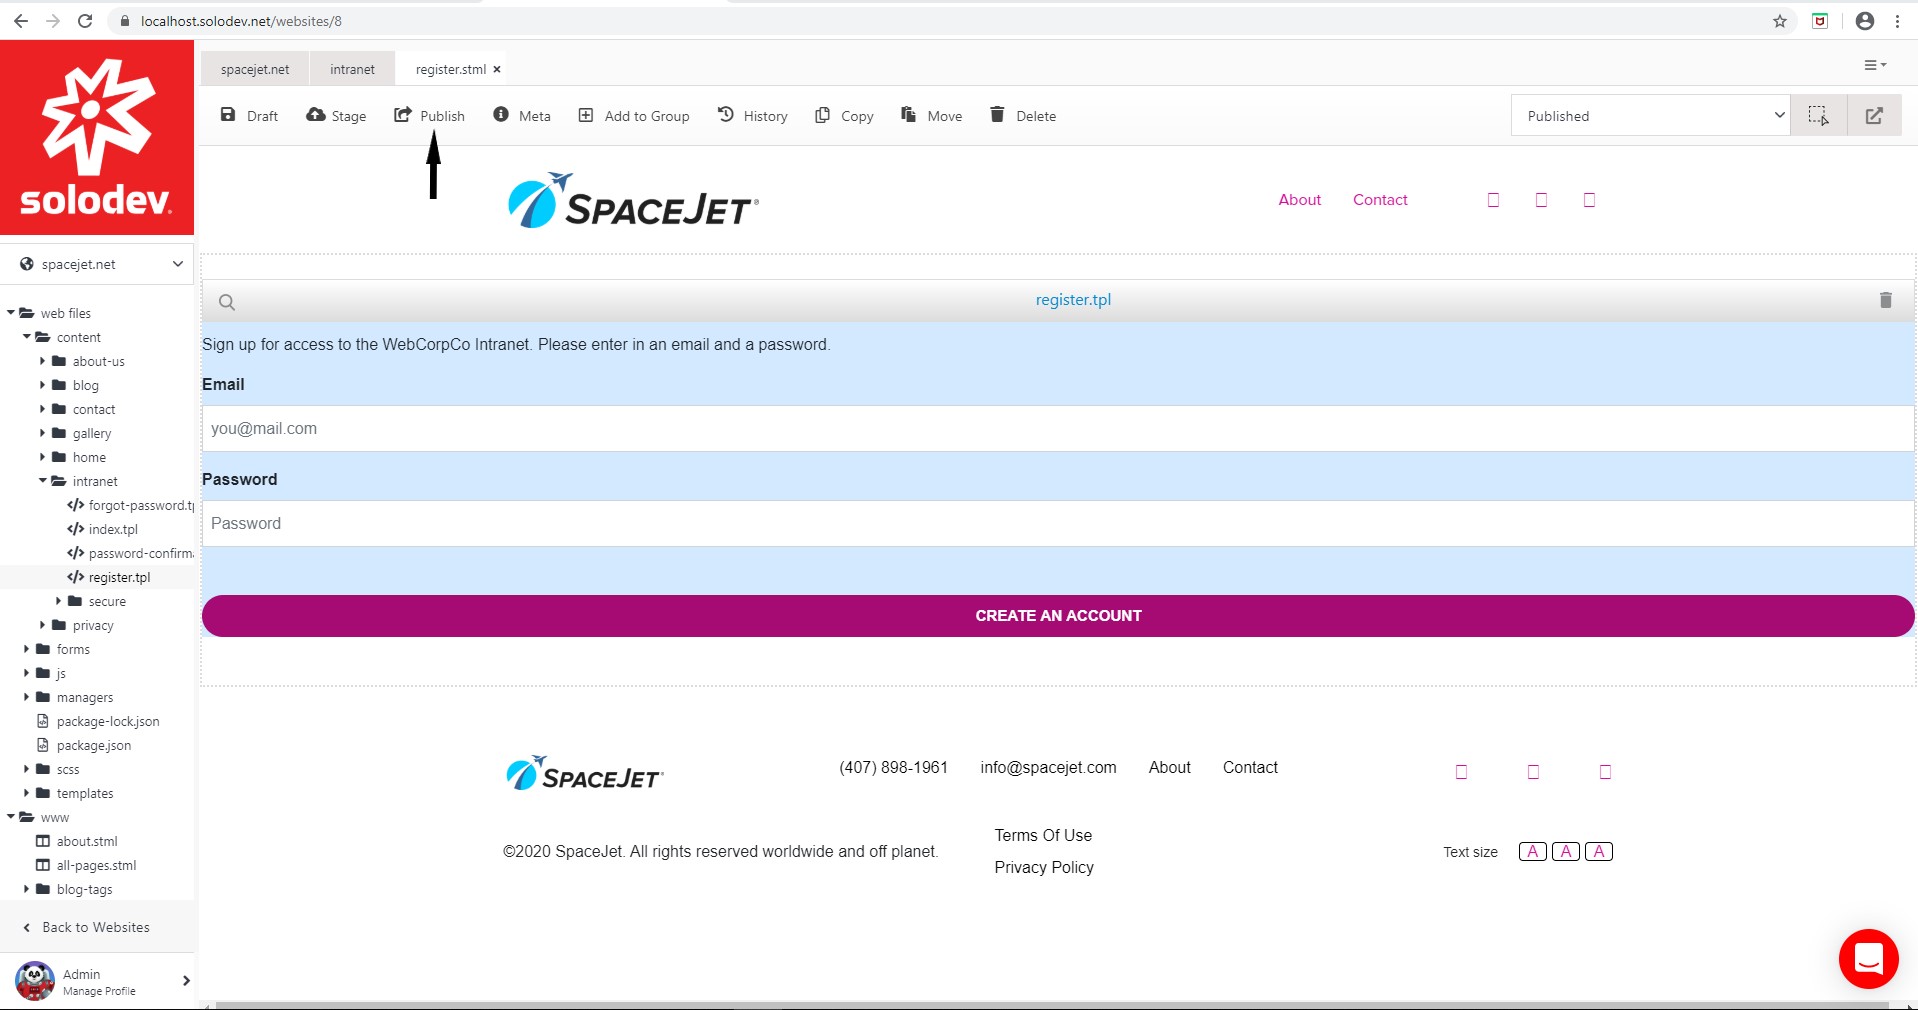 localhost.solodev.net/websites/8
solodev.
spacejet.net intranet register.stml ×
Draft Stage Publish Meta Add to Group History Copy Move Delete Published
SPACEJET®
About Contact
spacejet.net
web files
content
about-us
blog
contact
gallery
home
intranet
forgot-password.tp
index.tpl
password-confirma
register.tpl
secure
privacy
forms
js
managers
package-lock.json
package.json
scss
templates
www
about.stml
all-pages.stml
blog-tags
Back to Websites
Admin
Manage Profile
register.tpl
Sign up for access to the WebCorpCo Intranet. Please enter in an email and a password.
Email
you@mail.com
Password
Password
CREATE AN ACCOUNT
SPACEJET®
(407) 898-1961 info@spacejet.com About Contact
©2020 SpaceJet. All rights reserved worldwide and off planet.
Terms Of Use
Privacy Policy
Text size A A A